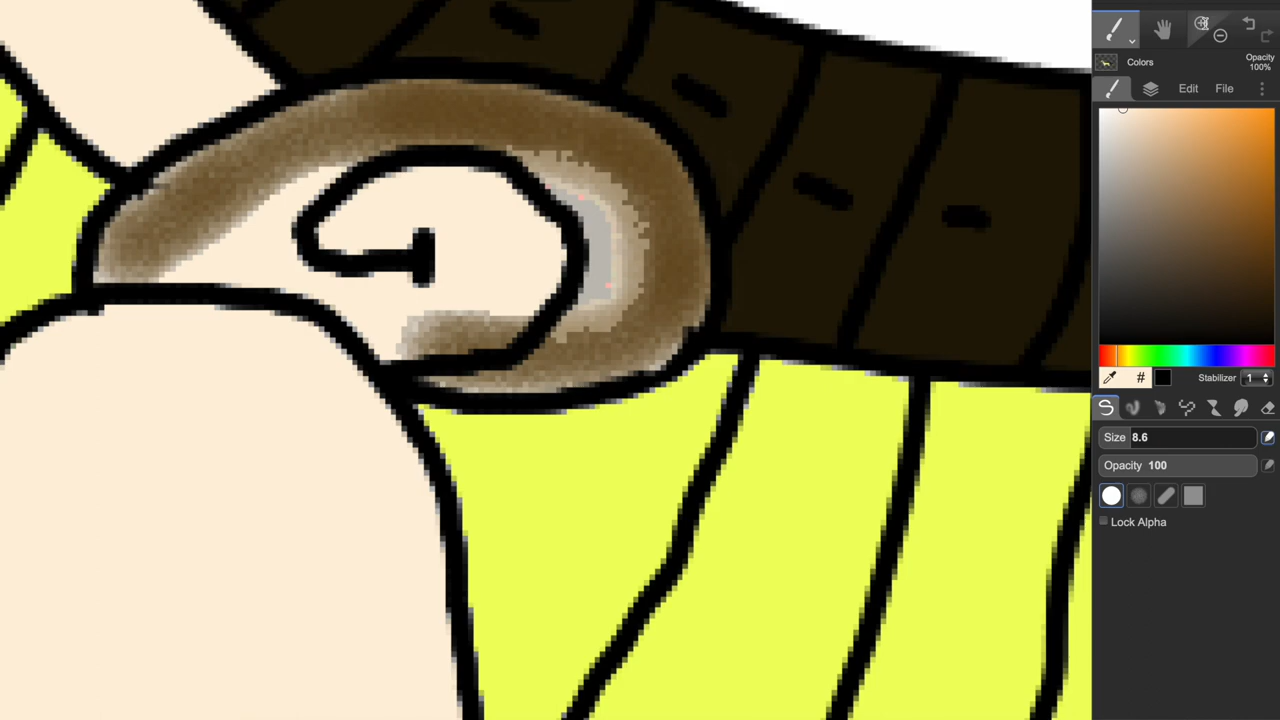 Colors
Opacity
100%
Edit File
#
Stabilizer 1
Size 8.6
Opacity 100
Lock Alpha